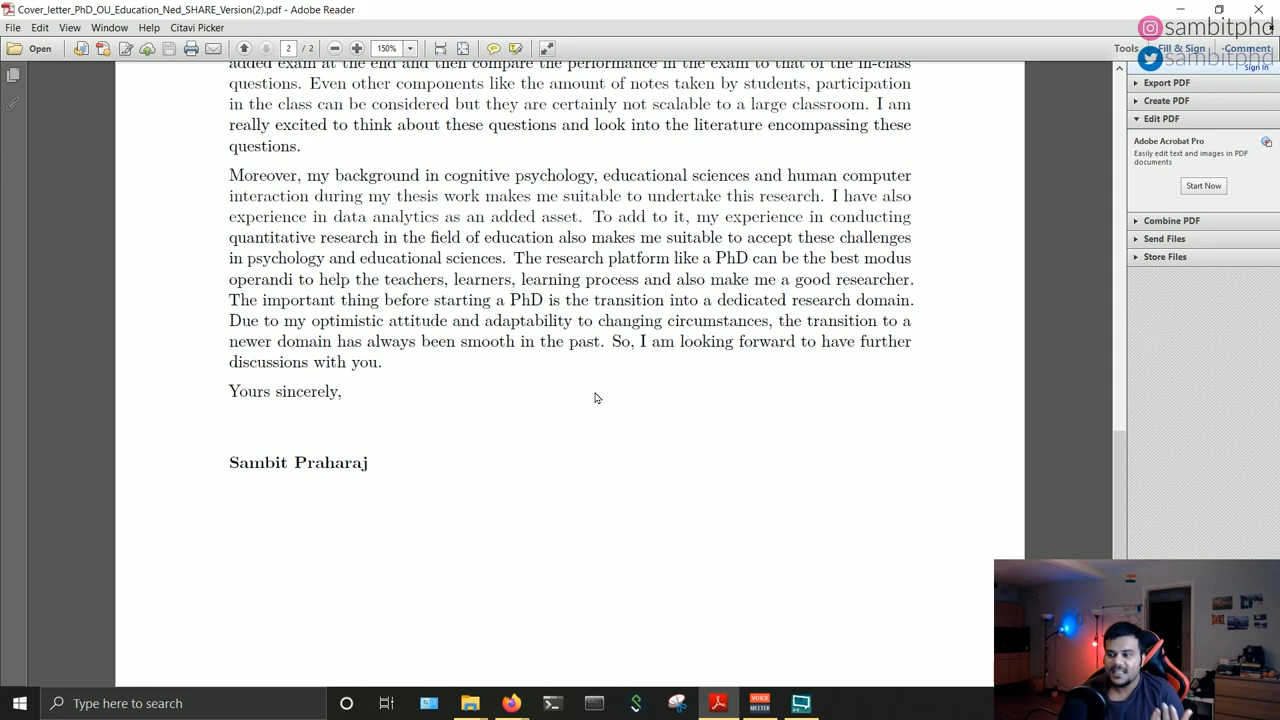 Cover_letter_PhD_OU_Education_Ned_SHARE_Version(2).pdf - Adobe Reader
File Edit View Window Help Citavi Picker
sambitphd
Open 2 / 2 150% Tools Fill & Sign Comment
sambitphd
Sign In
added exam at the end and then compare the performance in the exam to that of the in-class
questions. Even other components like the amount of notes taken by students, participation
in the class can be considered but they are certainly not scalable to a large classroom. I am
really excited to think about these questions and look into the literature encompassing these
questions.
Moreover, my background in cognitive psychology, educational sciences and human computer
interaction during my thesis work makes me suitable to undertake this research. I have also
experience in data analytics as an added asset. To add to it, my experience in conducting
quantitative research in the field of education also makes me suitable to accept these challenges
in psychology and educational sciences. The research platform like a PhD can be the best modus
operandi to help the teachers, learners, learning process and also make me a good researcher.
The important thing before starting a PhD is the transition into a dedicated research domain.
Due to my optimistic attitude and adaptability to changing circumstances, the transition to a
newer domain has always been smooth in the past. So, I am looking forward to have further
discussions with you.
Yours sincerely,
Sambit Praharaj
Export PDF
Create PDF
Edit PDF
Adobe Acrobat Pro
Easily edit text and images in PDF
documents
Start Now
Combine PDF
Send Files
Store Files
Type here to search
VOICE
MEETER